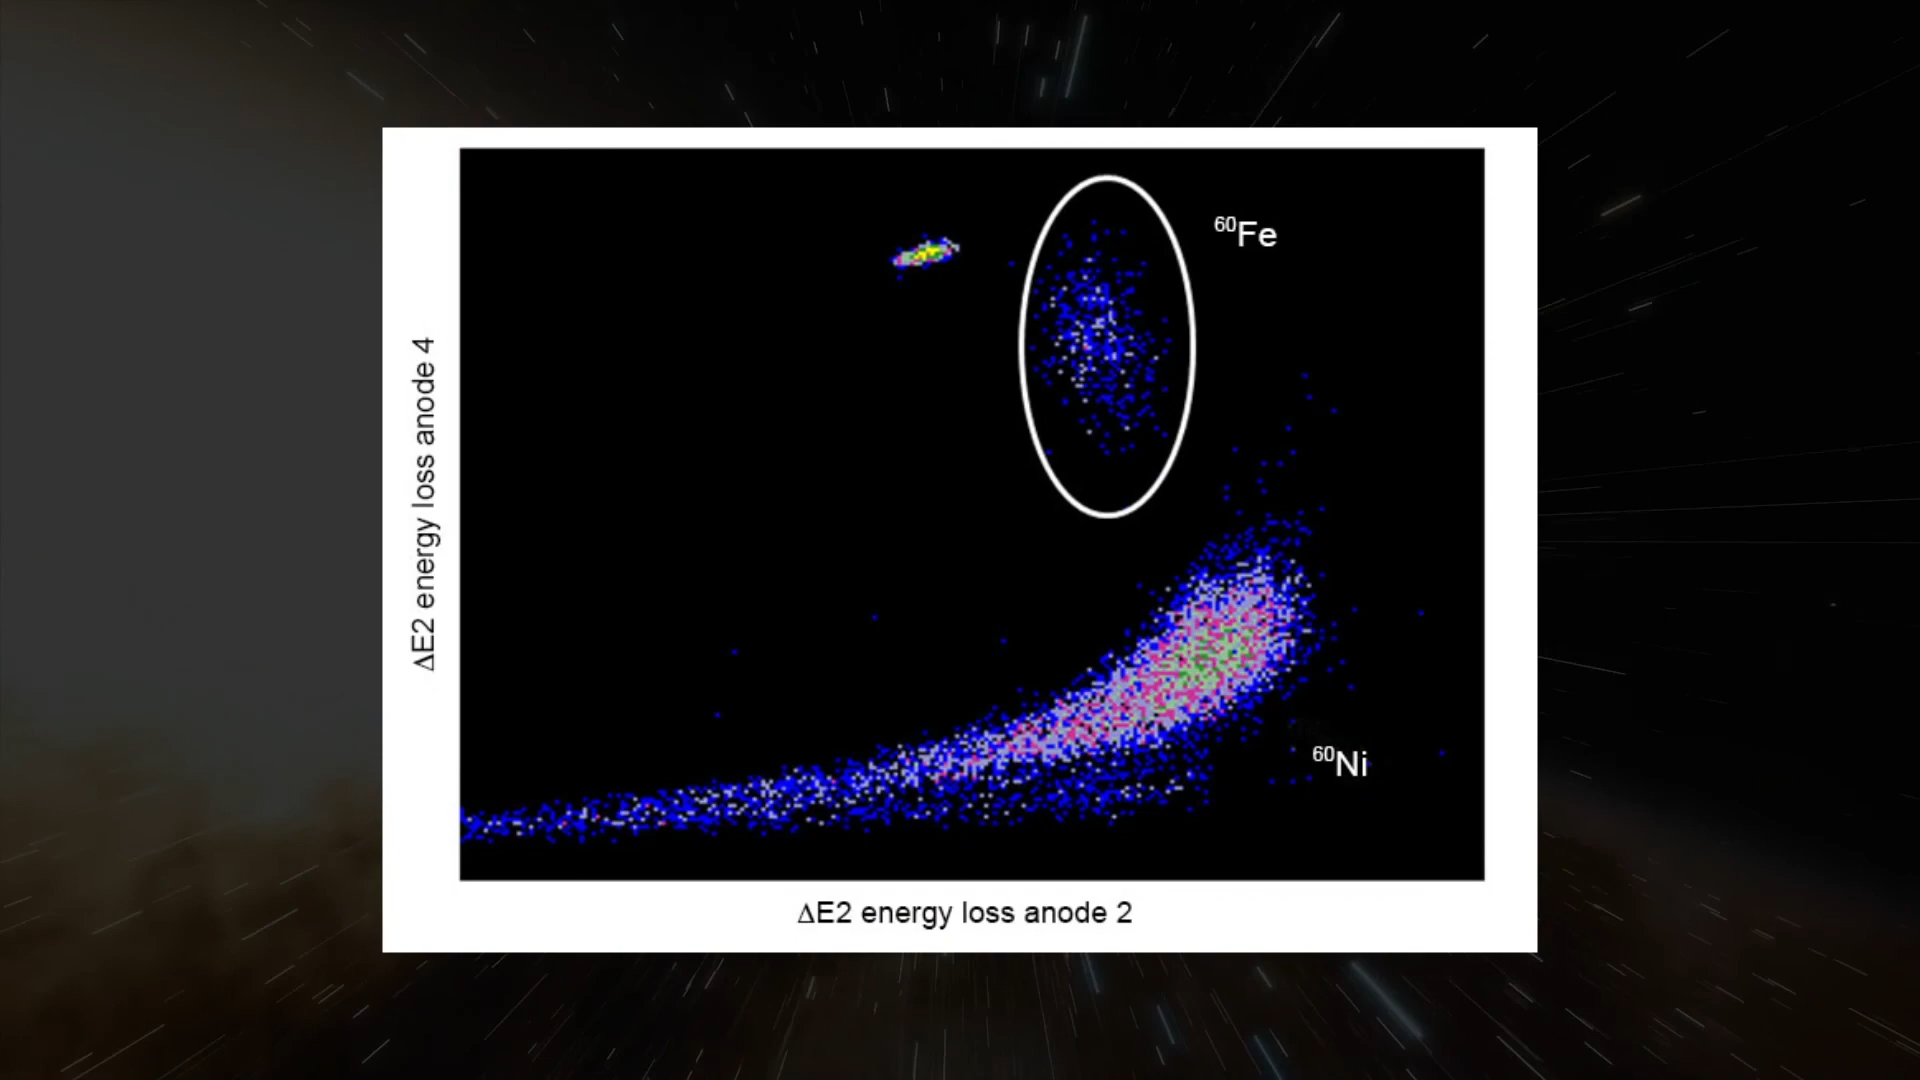 ⁶⁰Fe
ΔE2 energy loss anode 4
⁶⁰Ni
ΔE2 energy loss anode 2